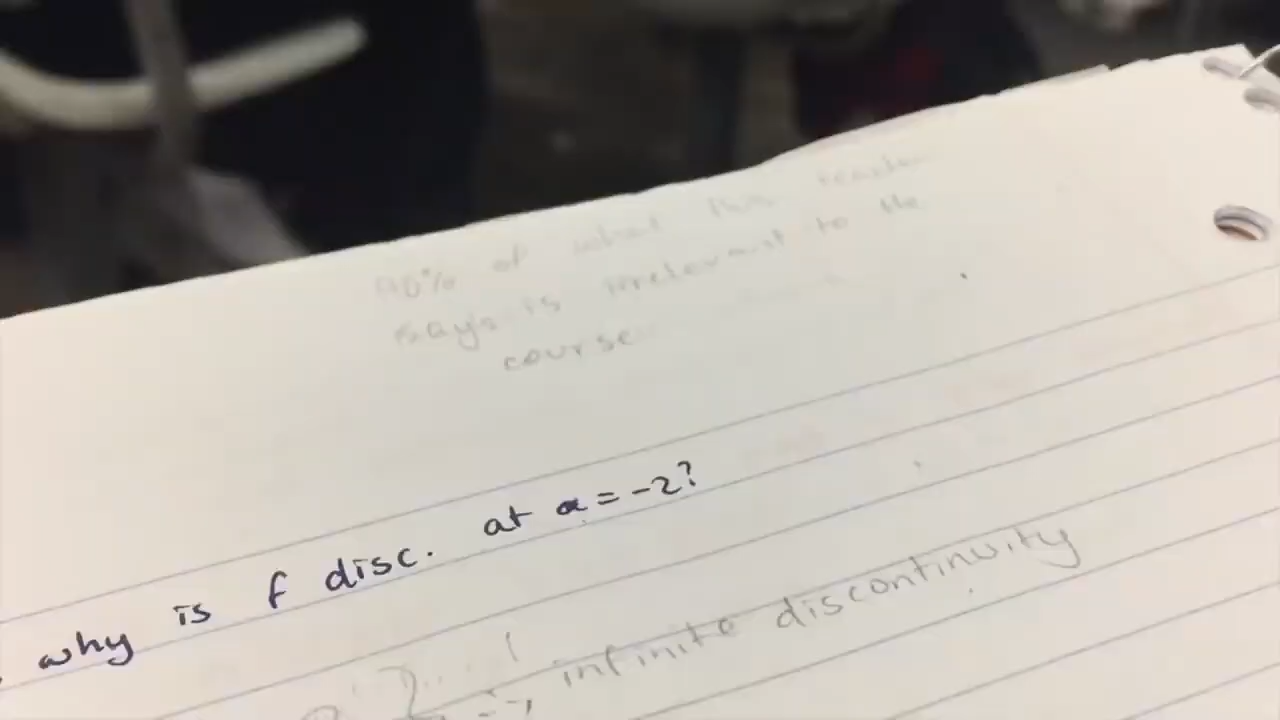 90% of what this teacher
says is irrelevant to the
course
why is f disc. at a = -2?
infinite discontinuity